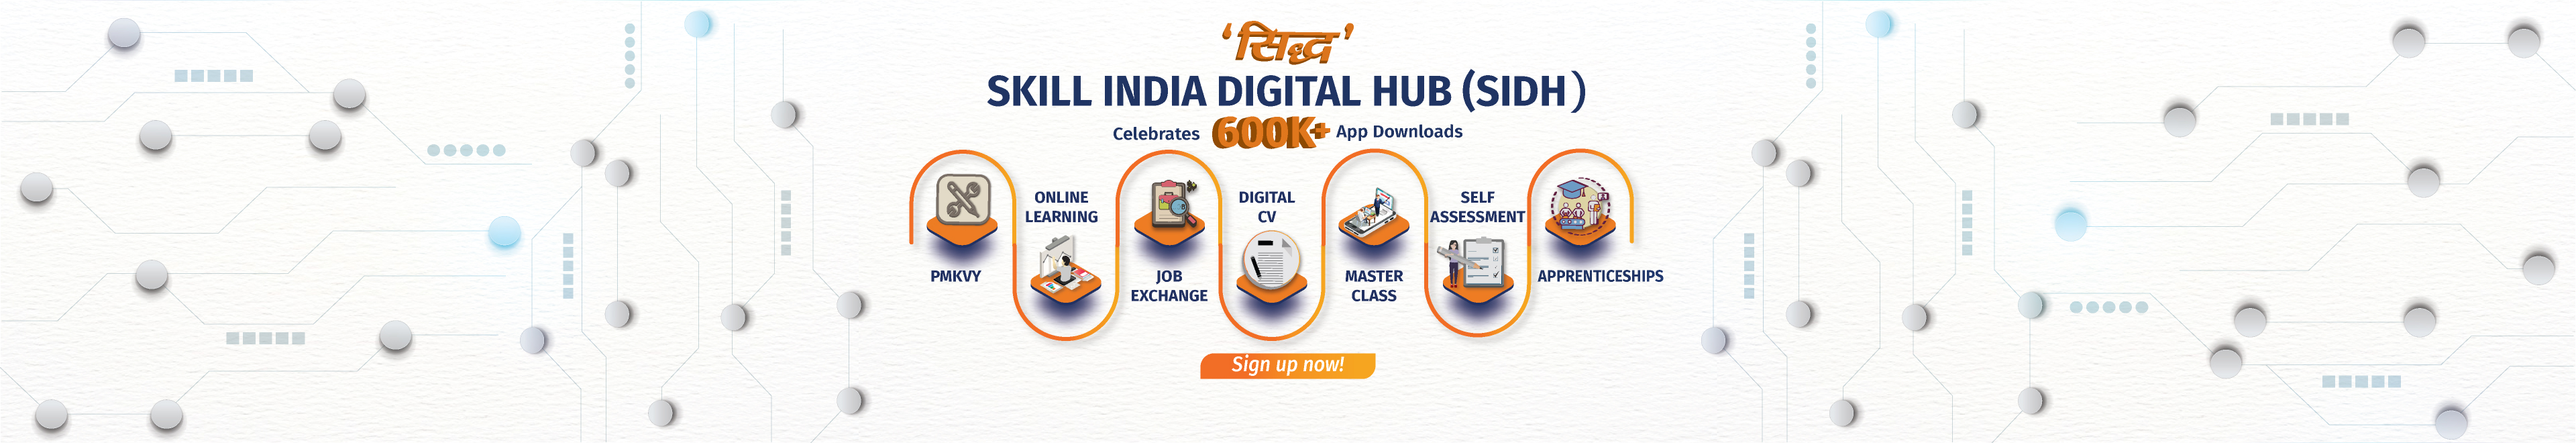 ‘सिद्ध’
SKILL INDIA DIGITAL HUB (SIDH)
Celebrates 600K+ App Downloads
PMKVY
ONLINE
LEARNING
JOB
EXCHANGE
DIGITAL
CV
MASTER
CLASS
SELF
ASSESSMENT
APPRENTICESHIPS
Sign up now!